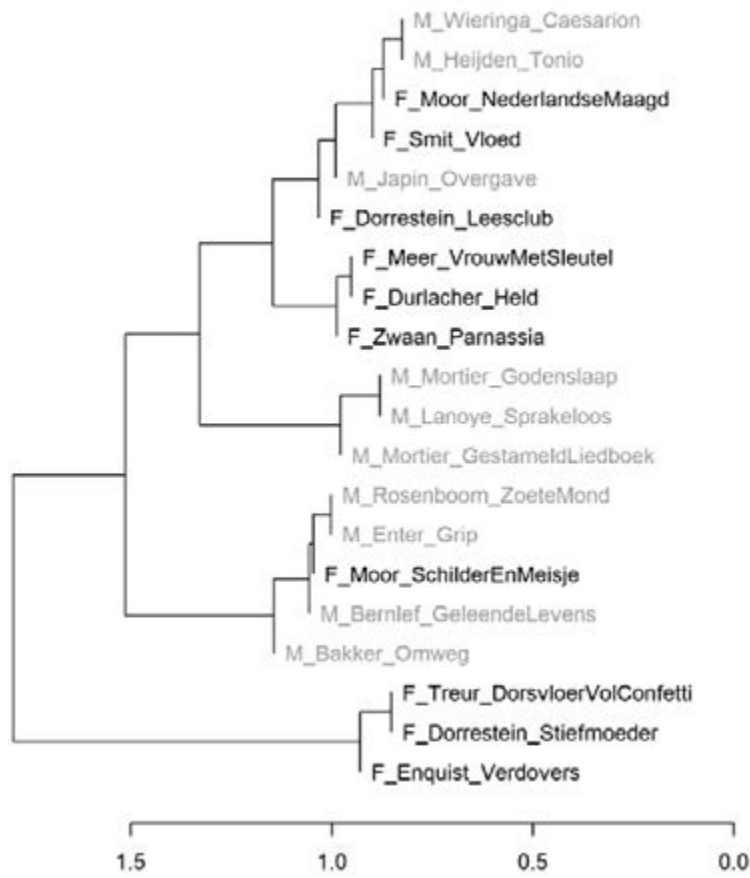 M_Wieringa_Caesarion
M_Heijden_Tonio
F_Moor_NederlandseMaagd
F_Smit_Vloed
M_Japin_Overgave
F_Dorrestein_Leesclub
F_Meer_VrouwMetSleutel
F_Durlacher_Held
F_Zwaan_Parnassia
M_Mortier_Godenslaap
M_Lanoye_Sprakeloos
M_Mortier_GestameldLiedboek
M_Rosenboom_ZoeteMond
M_Enter_Grip
F_Moor_SchilderEnMeisje
M_Bernlef_GeleendeLevens
M_Bakker_Omweg
F_Treur_DorsvloerVolConfetti
F_Dorrestein_Stiefmoeder
F_Enquist_Verdovers
1.5 1.0 0.5 0.0